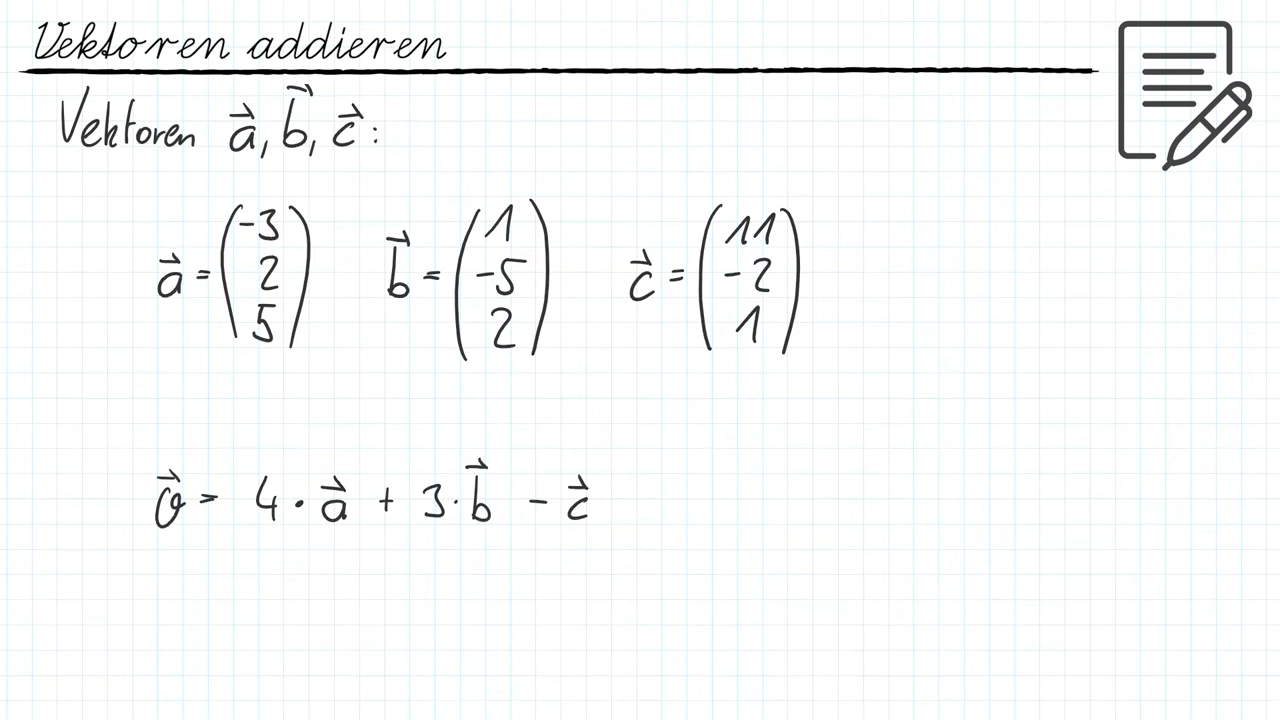 Vektoren addieren
Vektoren a⃗, b⃗, c⃗:
a⃗ = (-3 2 5) b⃗ = (1 -5 2) c⃗ = (11 -2 1)
v⃗ = 4 · a⃗ + 3 · b⃗ - c⃗